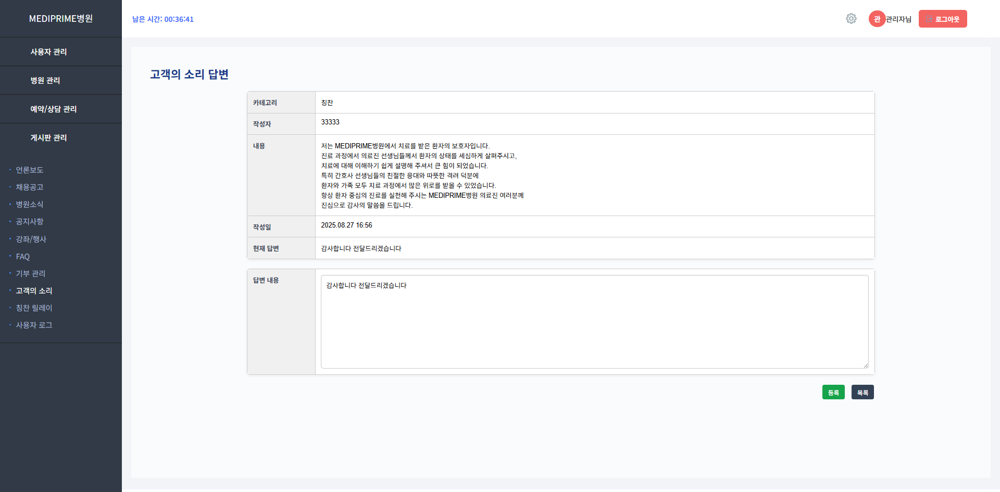 MEDIPRIME병원
남은 시간: 00:36:41
관 관리자님
로그아웃
사용자 관리
병원 관리
예약/상담 관리
게시판 관리
언론보도
채용공고
병원소식
공지사항
강좌/행사
FAQ
기부 관리
고객의 소리
칭찬 릴레이
사용자 로그
고객의 소리 답변
카테고리 칭찬
작성자 33333
내용 저는 MEDIPRIME병원에서 치료를 받은 환자의 보호자입니다.
진료 과정에서 의료진 선생님들께서 환자의 상태를 세심하게 살펴주시고,
치료에 대해 이해하기 쉽게 설명해 주셔서 큰 힘이 되었습니다.
특히 간호사 선생님들의 친절한 응대와 따뜻한 격려 덕분에
환자와 가족 모두 치료 과정에서 많은 위로를 받을 수 있었습니다.
항상 환자 중심의 진료를 실천해 주시는 MEDIPRIME병원 의료진 여러분께
진심으로 감사의 말씀을 드립니다.
작성일 2025.08.27 16:56
현재 답변 감사합니다 전달드리겠습니다
답변 내용 감사합니다 전달드리겠습니다
등록 목록